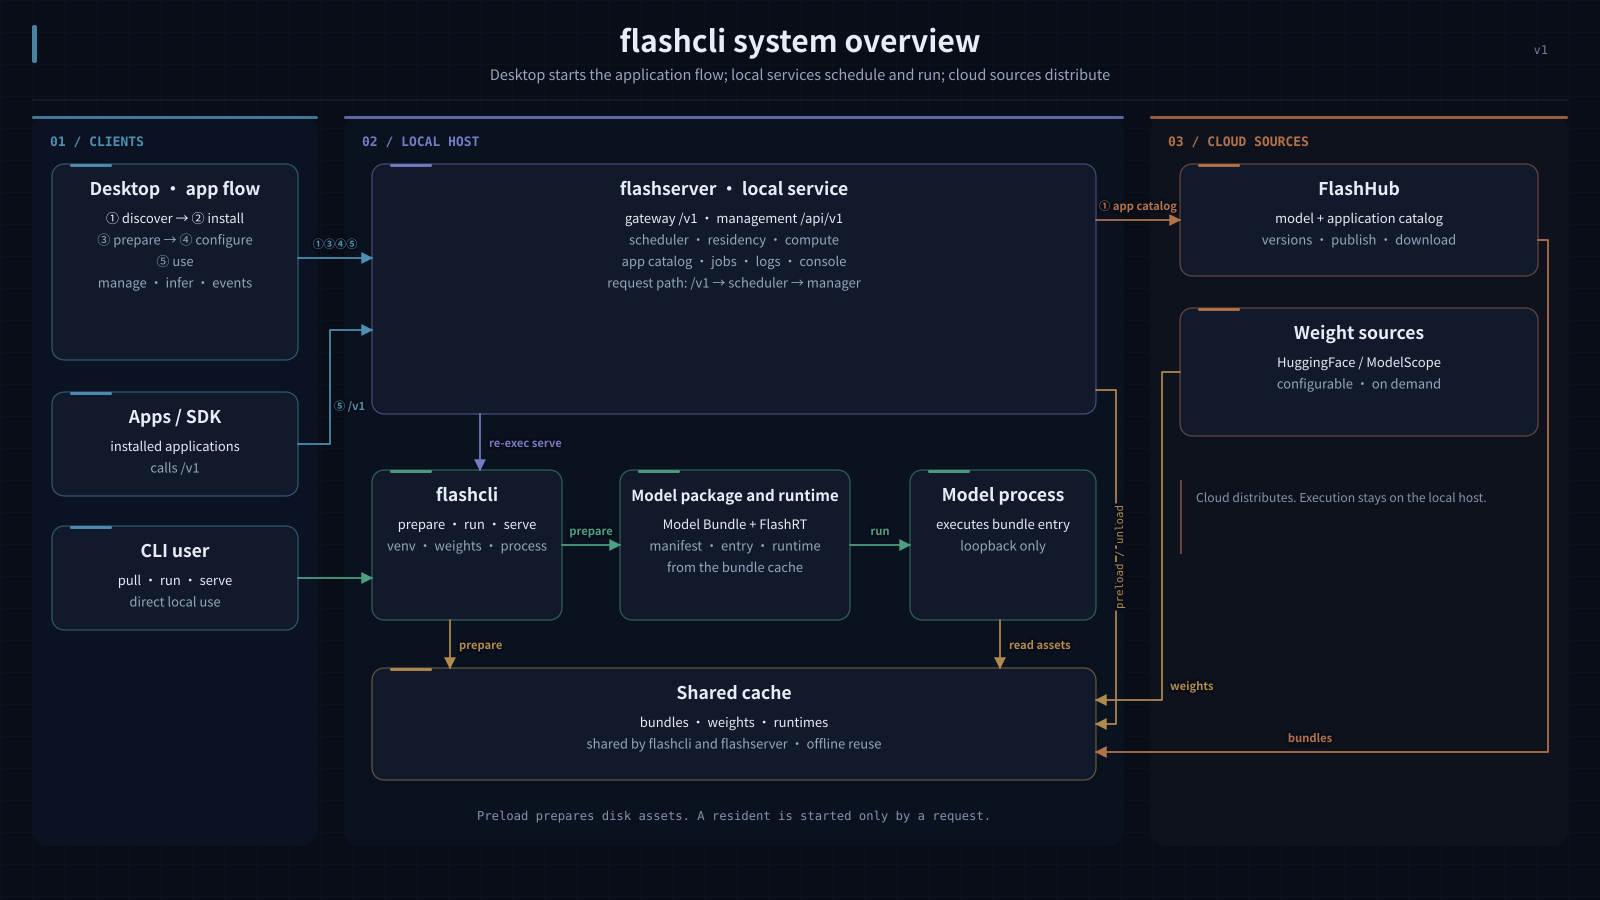 flashcli system overview
Desktop starts the application flow; local services schedule and run; cloud sources distribute
v1
01 / CLIENTS
Desktop · app flow
① discover → ② install
③ prepare → ④ configure
⑤ use
manage · infer · events
①③④⑤
Apps / SDK
installed applications
calls /v1
⑤ /v1
CLI user
pull · run · serve
direct local use
02 / LOCAL HOST
flashserver · local service
gateway /v1 · management /api/v1
scheduler · residency · compute
app catalog · jobs · logs · console
request path: /v1 → scheduler → manager
① app catalog
re-exec serve
flashcli
prepare · run · serve
venv · weights · process
prepare
Model package and runtime
Model Bundle + FlashRT
manifest · entry · runtime
from the bundle cache
run
Model process
executes bundle entry
loopback only
preload / unload
prepare
read assets
Shared cache
bundles · weights · runtimes
shared by flashcli and flashserver · offline reuse
Preload prepares disk assets. A resident is started only by a request.
03 / CLOUD SOURCES
FlashHub
model + application catalog
versions · publish · download
Weight sources
HuggingFace / ModelScope
configurable · on demand
Cloud distributes. Execution stays on the local host.
weights
bundles